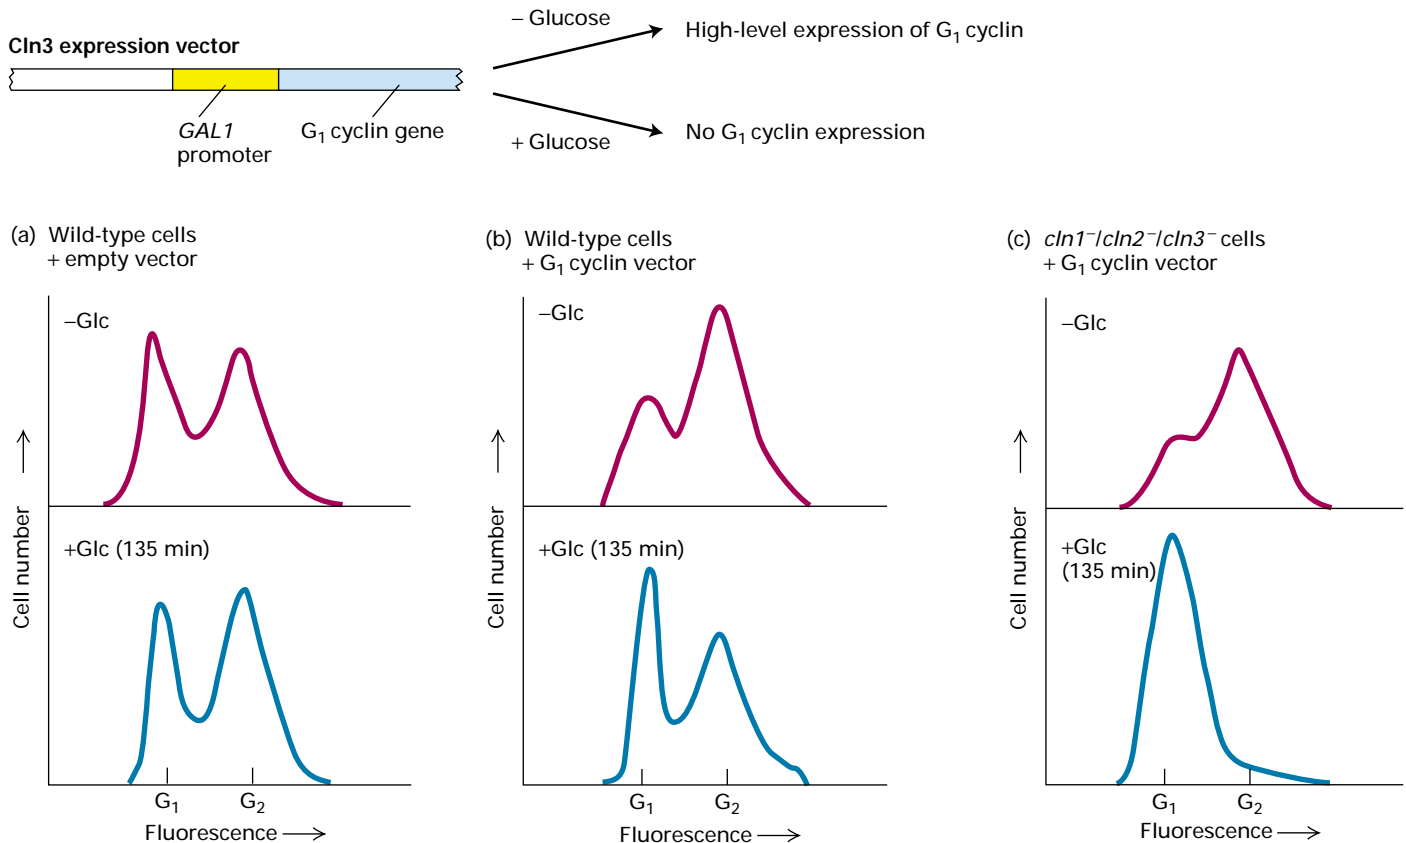 Cln3 expression vector
GAL1
promoter
G1 cyclin gene
− Glucose
High-level expression of G1 cyclin
+ Glucose
No G1 cyclin expression
(a) Wild-type cells
+ empty vector
−Glc
+Glc (135 min)
Cell number
G1
G2
Fluorescence
(b) Wild-type cells
+ G1 cyclin vector
−Glc
+Glc (135 min)
Cell number
G1
G2
Fluorescence
(c) cln1−/cln2−/cln3− cells
+ G1 cyclin vector
−Glc
+Glc
(135 min)
Cell number
G1
G2
Fluorescence